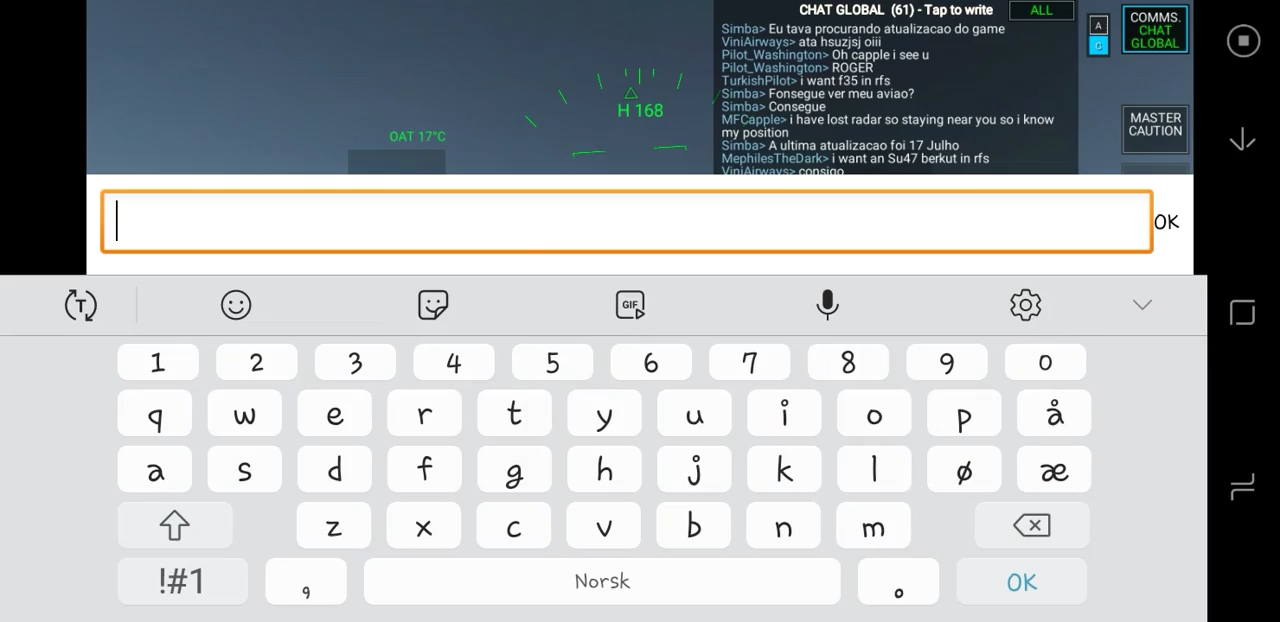 CHAT GLOBAL (61) - Tap to write
ALL
Simba> Eu tava procurando atualizacao do game
ViniAirways> ata hsuzjsj oiii
Pilot_Washington> Oh capple i see u
Pilot_Washington> ROGER
TurkishPilot> i want f35 in rfs
Simba> Fonsegue ver meu aviao?
Simba> Consegue
MFCapple> i have lost radar so staying near you so i know
my position
Simba> A ultima atualizacao foi 17 Julho
MephilesTheDark> i want an Su47 berkut in rfs
ViniAirways> consigo
A
C
COMMS.
CHAT
GLOBAL
MASTER
CAUTION
H 168
OAT 17°C
OK
T
GIF
1 2 3 4 5 6 7 8 9 0
q w e r t y u i o p å
a s d f g h j k l ø æ
z x c v b n m
!#1 , Norsk . OK